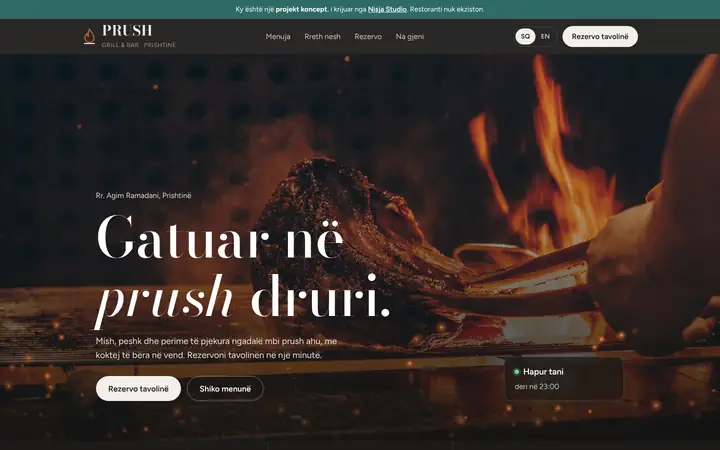 Ky është një projekt koncept, i krijuar nga Nisja Studio. Restoranti nuk ekziston.
PRUSH
GRILL & BAR PRISHTINË
Menuja
Rreth nesh
Rezervo
Na gjeni
SQ
EN
Rezervo tavolinë
Rr. Agim Ramadani, Prishtinë
Gatuar në
prush druri.
Mish, peshk dhe perime të pjekura ngadalë mbi prush ahu, me
koktej të bëra në vend. Rezervoni tavolinën në një minutë.
Rezervo tavolinë
Shiko menunë
Hapur tani
deri në 23:00